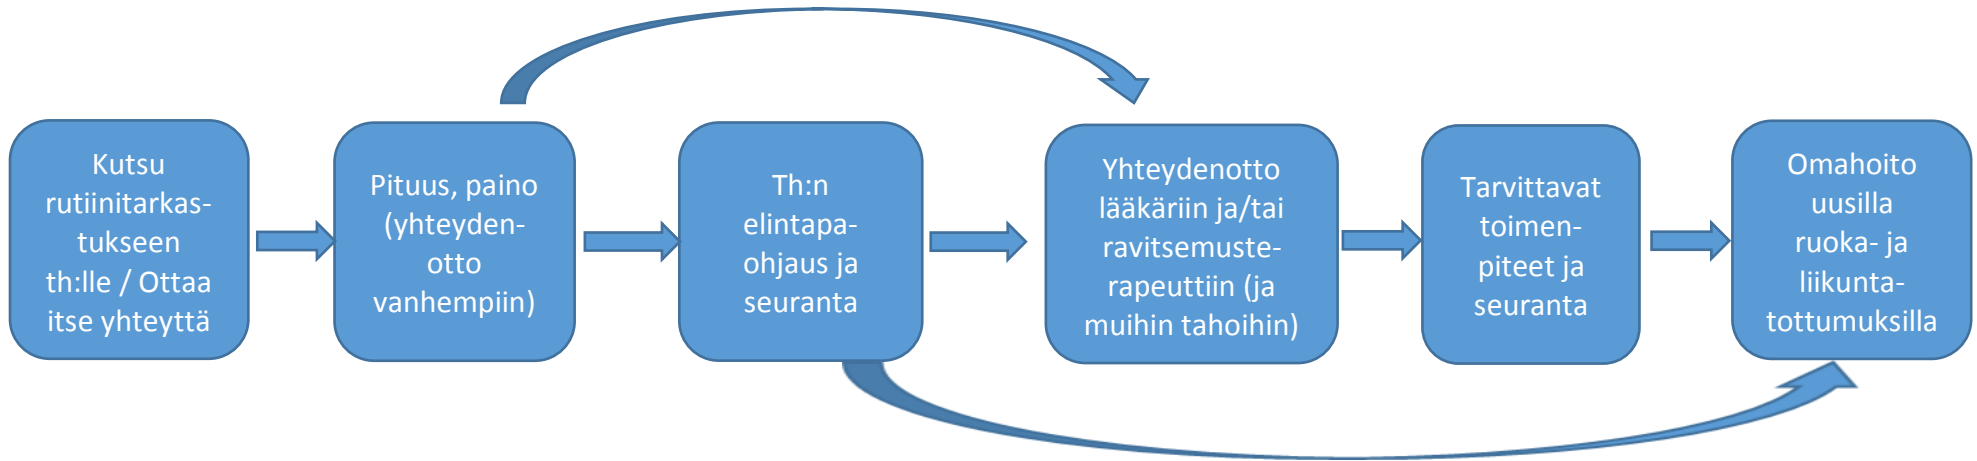 Kutsu
rutiinitarkas-
tukseen
th:lle / Ottaa
itse yhteyttä
Pituus, paino
(yhteyden-
otto
vanhempiin)
Th:n
elintapa-
ohjaus ja
seuranta
Yhteydenotto
lääkäriin ja/tai
ravitsemuste-
rapeuttiin (ja
muihin tahoihin)
Tarvittavat
toimen-
piteet ja
seuranta
Omahoito
uusilla
ruoka- ja
liikunta-
tottumuksilla